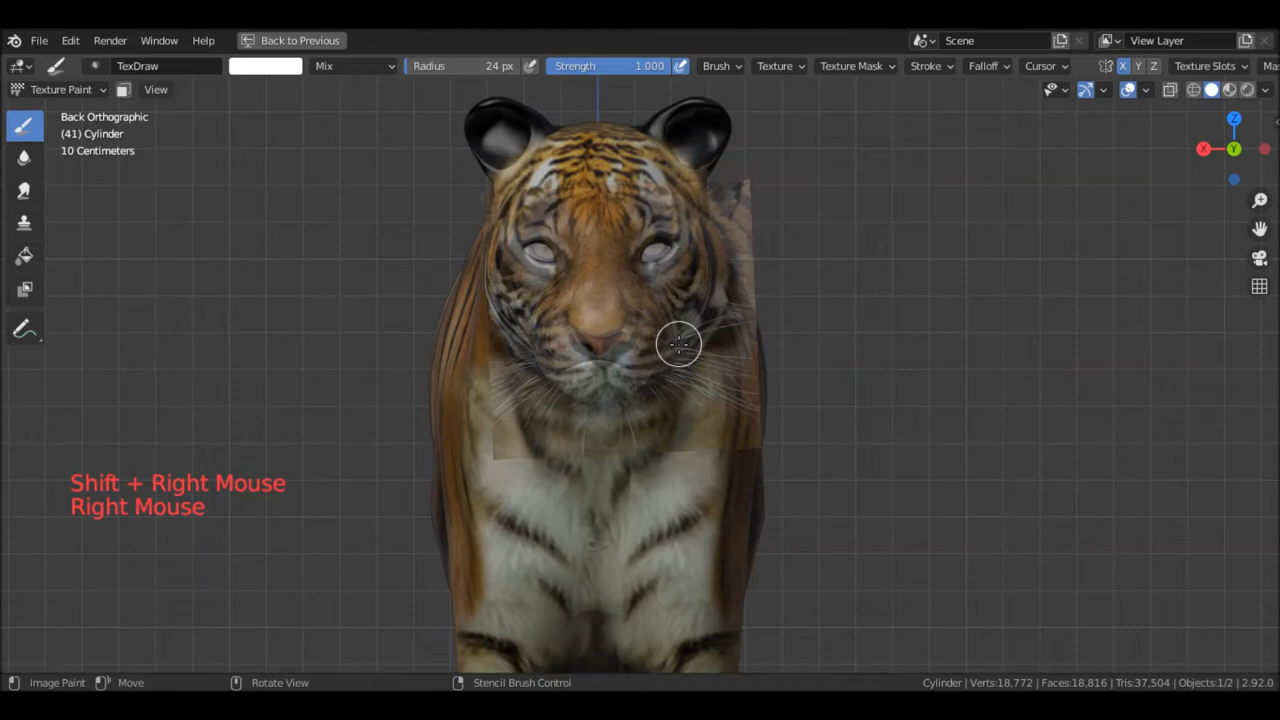 File Edit Render Window Help Back to Previous Scene View Layer
TexDraw Mix Radius 24 px Strength 1.000 Brush Texture Texture Mask Stroke Falloff Cursor X Y Z Texture Slots Mas
Texture Paint View
Back Orthographic
(41) Cylinder
10 Centimeters
Z
X Y
Shift + Right Mouse
Right Mouse
Image Paint Move Rotate View Stencil Brush Control Cylinder | Verts:18,772 | Faces:18,816 | Tris:37,504 | Objects:1/2 | 2.92.0